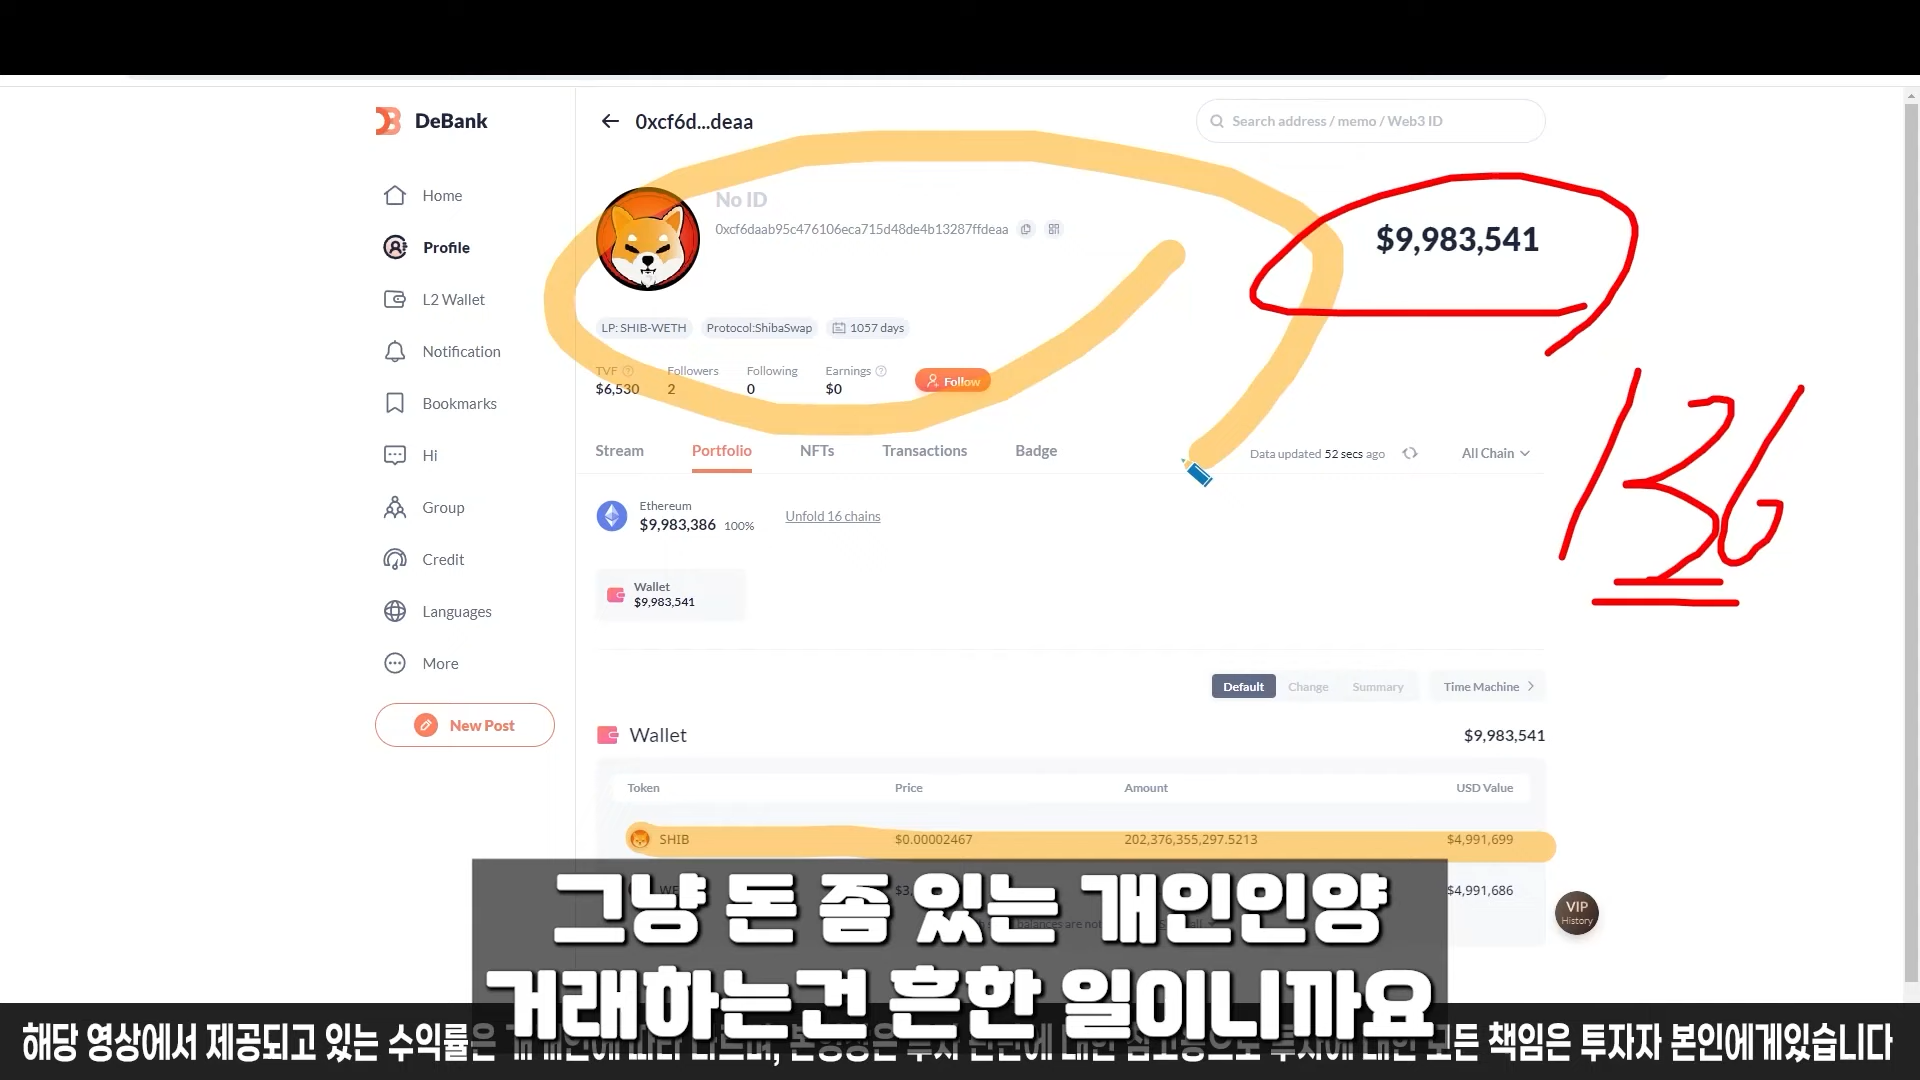 DeBank
0xcf6d...deaa
Search address / memo / Web3 ID
Home
Profile
L2 Wallet
Notification
Bookmarks
Hi
Group
Credit
Languages
More
New Post
No ID
0xcf6daab95c476106eca715d48de4b13287ffdeaa
$9,983,541
LP: SHIB-WETH Protocol:ShibaSwap 1057 days
TVF Followers Following Earnings
$6,530 2 0 $0 Follow
136
Stream Portfolio NFTs Transactions Badge
Data updated 52 secs ago All Chain
Ethereum
$9,983,386 100% Unfold 16 chains
Wallet
$9,983,541
Default Change Summary Time Machine
Wallet $9,983,541
Token Price Amount USD Value
SHIB $0.00002467 202,376,355,297.5213 $4,991,699
$4,991,686
balances are not
VIP
History
그냥 돈 좀 있는 개인인양
거래하는건 흔한 일이니까요
해당 영상에서 제공되고 있는 수익률은 모든 책임은 투자자 본인에게있습니다